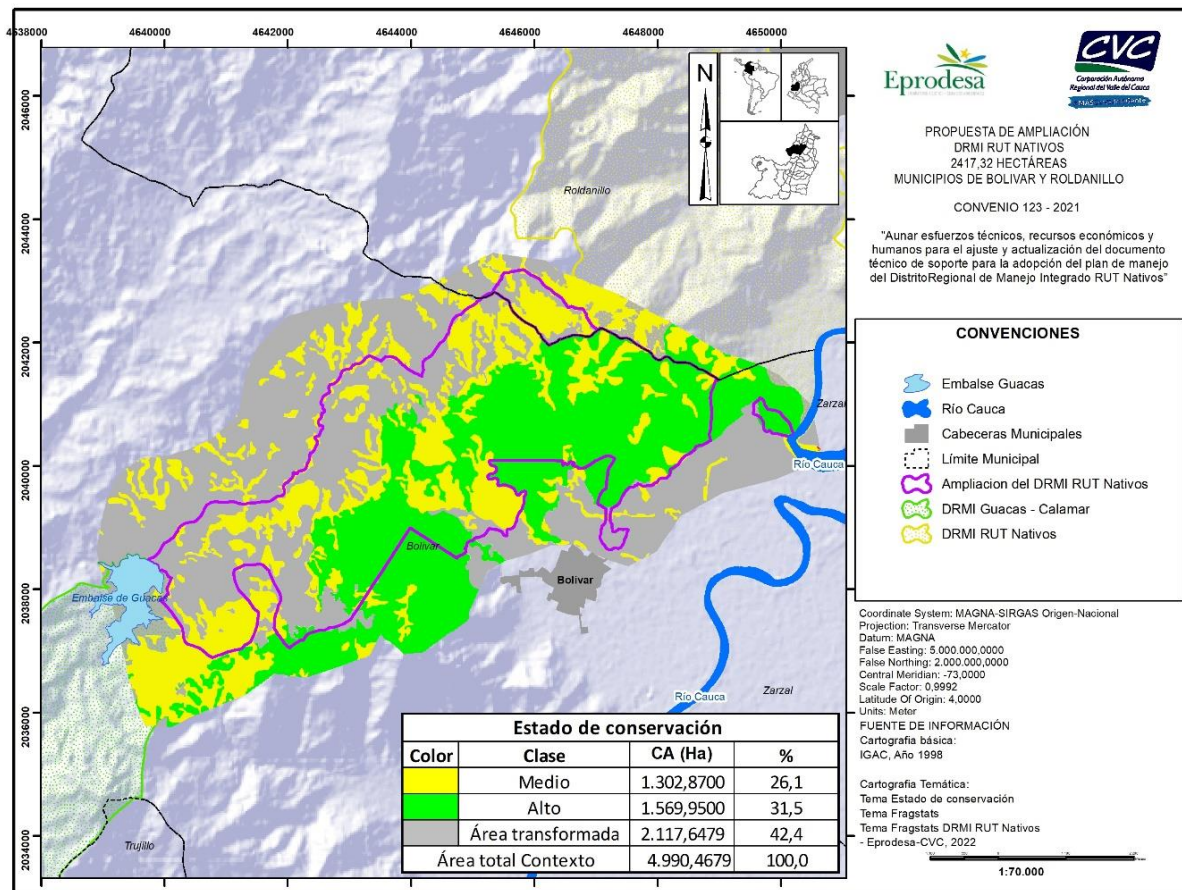 4638000 4640000 4642000 4644000 4646000 4648000 4650000
2046000
2044000
2042000
2040000
2038000
2036000
2034000
N
Roldanillo
Zarzal
Río Cauca
Bolivar
Bolivar
Embalse de Guacas
Río Cauca
Zarzal
Trujillo
Estado de conservación
Color Clase CA (Ha) %
Medio 1.302,8700 26,1
Alto 1.569,9500 31,5
Área transformada 2.117,6479 42,4
Área total Contexto 4.990,4679 100,0
Eprodesa
CVC
Corporación Autónoma
Regional del Valle del Cauca
PROPUESTA DE AMPLIACIÓN
DRMI RUT NATIVOS
2417,32 HECTÁREAS
MUNICIPIOS DE BOLIVAR Y ROLDANILLO
CONVENIO 123 - 2021
"Aunar esfuerzos técnicos, recursos económicos y
humanos para el ajuste y actualización del documento
técnico de soporte para la adopción del plan de manejo
del DistritoRegional de Manejo Integrado RUT Nativos"
CONVENCIONES
Embalse Guacas
Río Cauca
Cabeceras Municipales
Límite Municipal
Ampliacion del DRMI RUT Nativos
DRMI Guacas - Calamar
DRMI RUT Nativos
Coordinate System: MAGNA-SIRGAS Origen-Nacional
Projection: Transverse Mercator
Datum: MAGNA
False Easting: 5.000.000,0000
False Northing: 2.000.000,0000
Central Meridian: -73,0000
Scale Factor: 0,9992
Latitude Of Origin: 4,0000
Units: Meter
FUENTE DE INFORMACIÓN
Cartografía básica:
IGAC, Año 1998
Cartografía Temática:
Tema Estado de conservación
Tema Fragstats
Tema Fragstats DRMI RUT Nativos
- Eprodesa-CVC, 2022
1:70.000